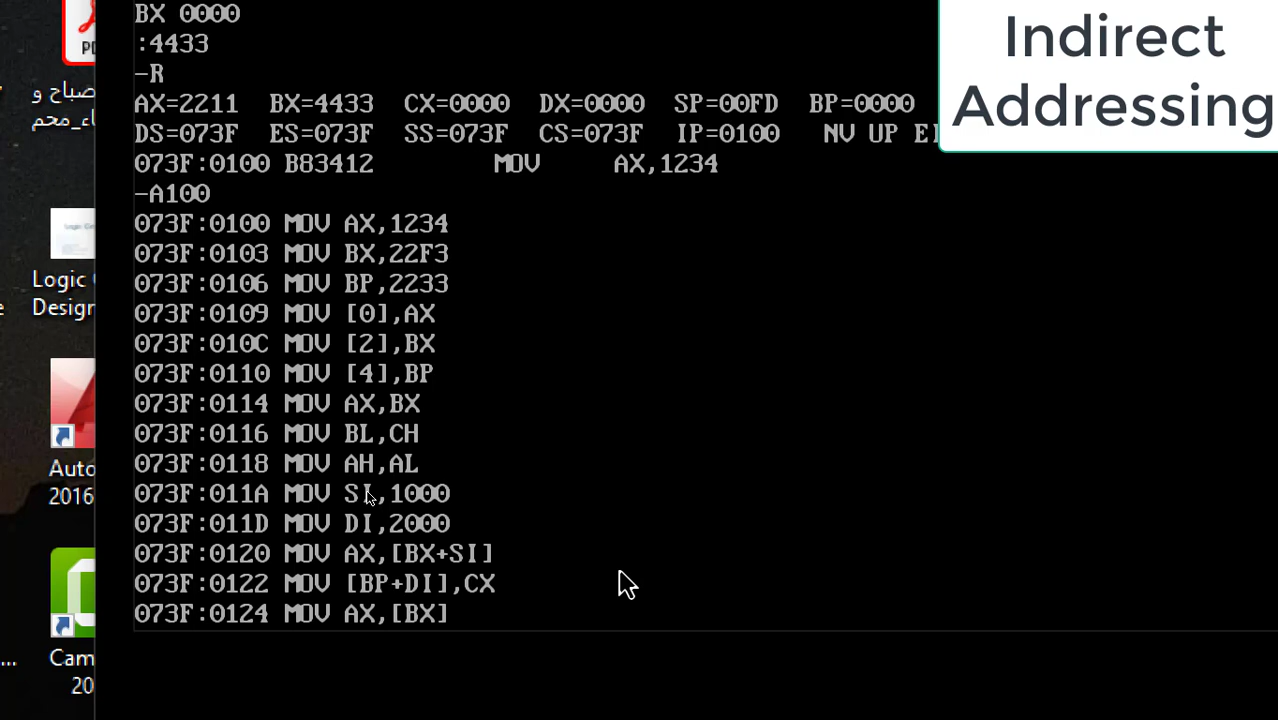 BX 0000
:4433
-R
AX=2211 BX=4433 CX=0000 DX=0000 SP=00FD BP=0000
DS=073F ES=073F SS=073F CS=073F IP=0100 NV UP EI
073F:0100 B83412 MOV AX,1234
-A100
073F:0100 MOV AX,1234
073F:0103 MOV BX,22F3
073F:0106 MOV BP,2233
073F:0109 MOV [0],AX
073F:010C MOV [2],BX
073F:0110 MOV [4],BP
073F:0114 MOV AX,BX
073F:0116 MOV BL,CH
073F:0118 MOV AH,AL
073F:011A MOV SI,1000
073F:011D MOV DI,2000
073F:0120 MOV AX,[BX+SI]
073F:0122 MOV [BP+DI],CX
073F:0124 MOV AX,[BX]
Indirect
Addressing
صباح و
اء_محم
Logic
Design
Auto
2016
Cam
20
...